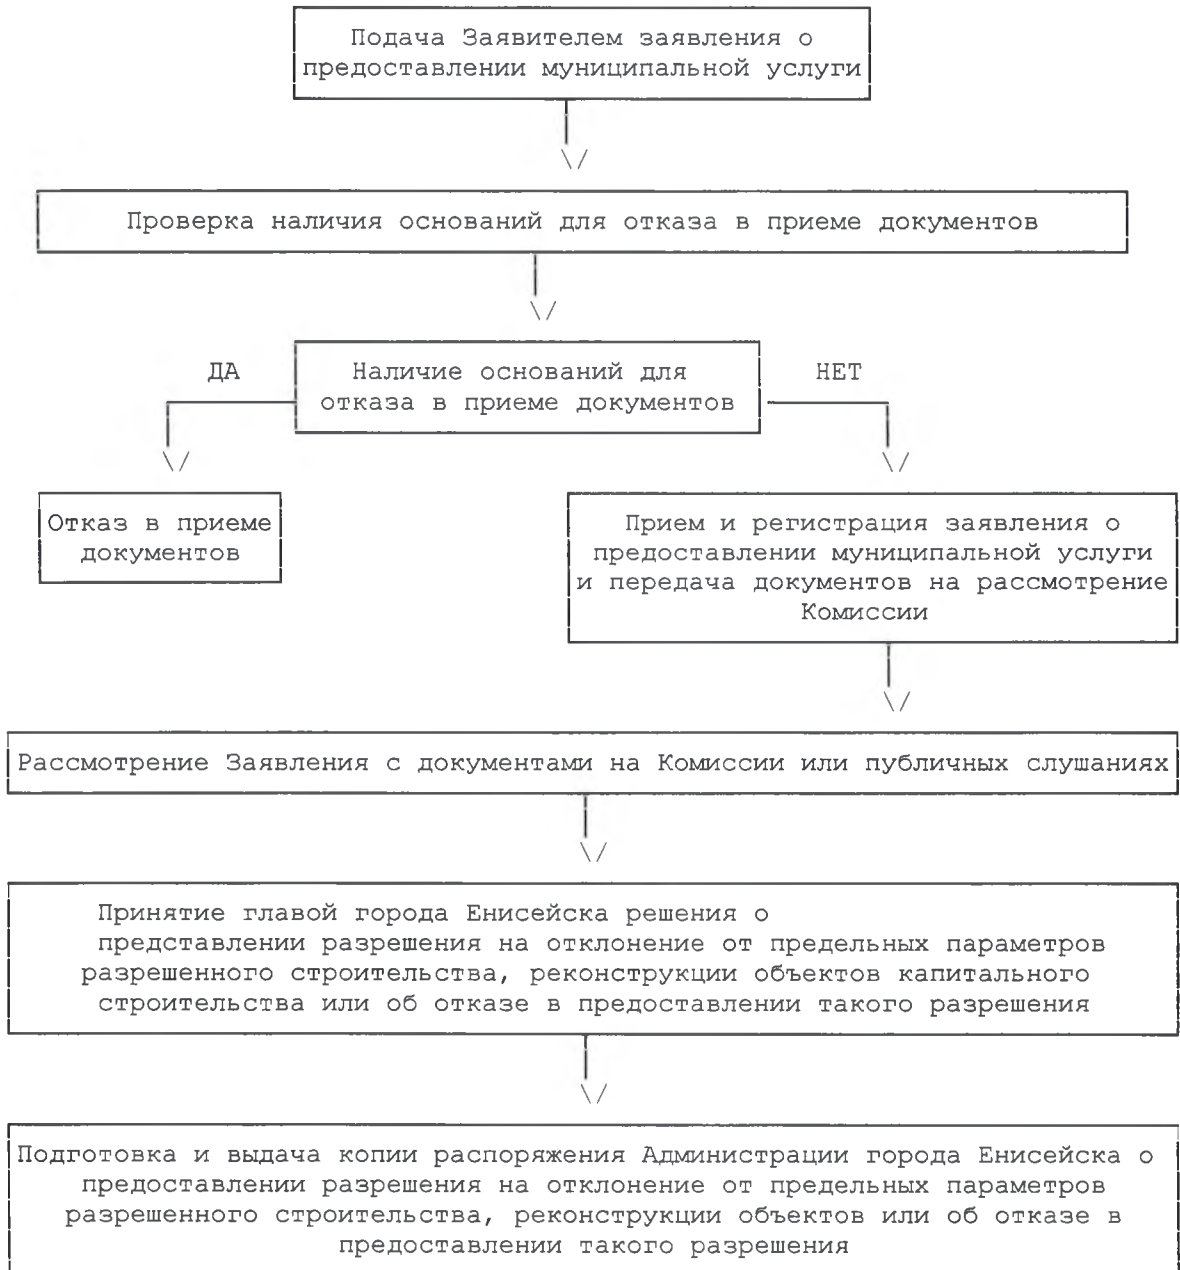 Подача Заявителем заявления о
предоставлении муниципальной услуги
Проверка наличия оснований для отказа в приеме документов
ДА
Наличие оснований для
отказа в приеме документов
НЕТ
Отказ в приеме
документов
Прием и регистрация заявления о
предоставлении муниципальной услуги
и передача документов на рассмотрение
Комиссии
Рассмотрение Заявления с документами на Комиссии или публичных слушаниях
Принятие главой города Енисейска решения о
представлении разрешения на отклонение от предельных параметров
разрешенного строительства, реконструкции объектов капитального
строительства или об отказе в предоставлении такого разрешения
Подготовка и выдача копии распоряжения Администрации города Енисейска о
предоставлении разрешения на отклонение от предельных параметров
разрешенного строительства, реконструкции объектов или об отказе в
предоставлении такого разрешения